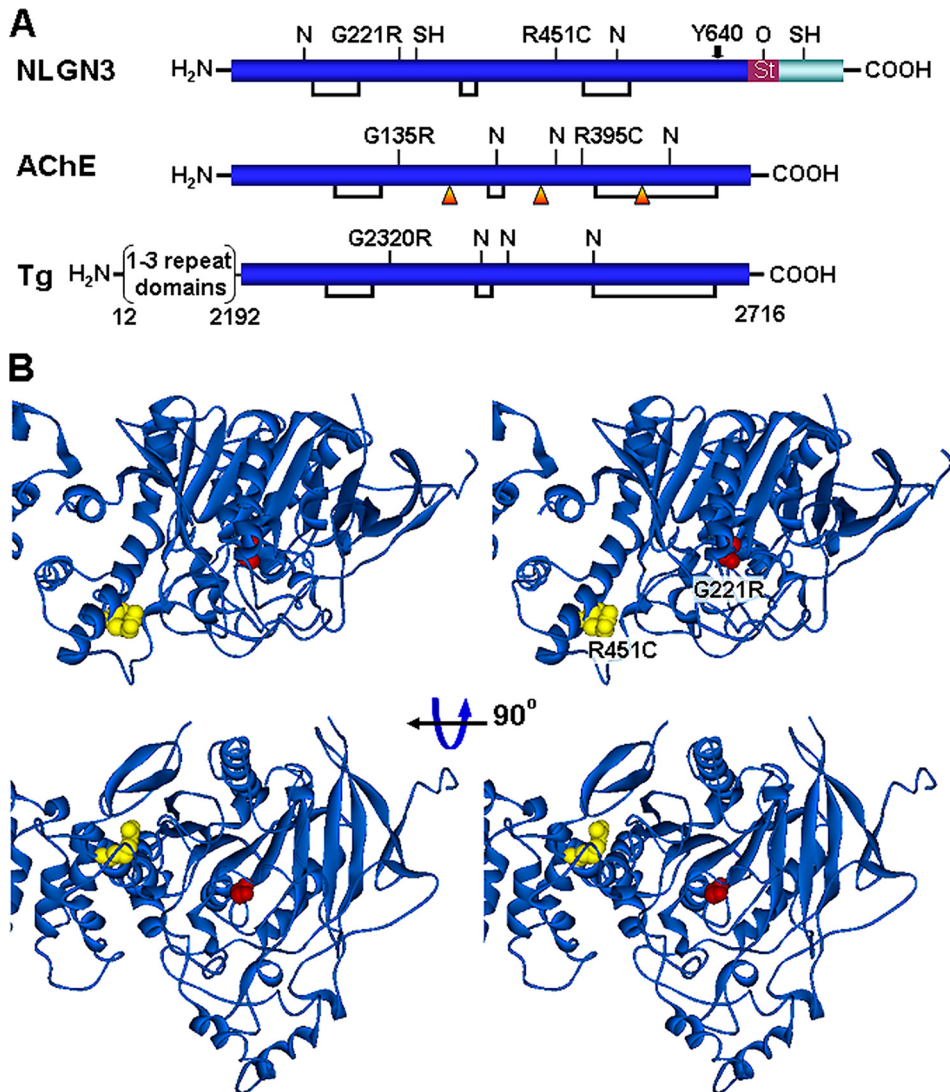 A
N G221R SH R451C N Y640 O SH
NLGN3 H₂N COOH
St
G135R N N R395C N
AChE H₂N COOH
G2320R N N N
Tg H₂N 1-3 repeat domains COOH
12 2192 2716
B
G221R
R451C
90°